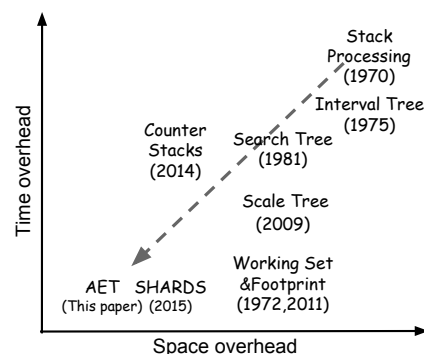 Stack
Processing
(1970)
Interval Tree
(1975)
Counter
Stacks
(2014)
Search Tree
(1981)
Scale Tree
(2009)
Working Set
&Footprint
(1972,2011)
AET
(This paper)
SHARDS
(2015)
Time overhead
Space overhead